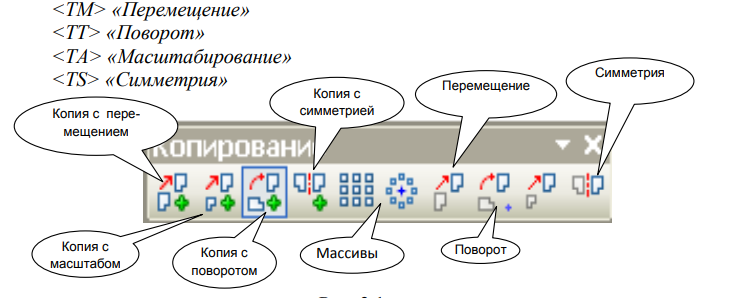 <TM> «Перемещение»
<TT> «Поворот»
<TA> «Масштабирование»
<TS> «Симметрия»
Копия с пере-
мещением
Копия с
симметрией
Перемещение
Симметрия
Копирование
Копия с
масштабом
Копия с
поворотом
Массивы
Поворот